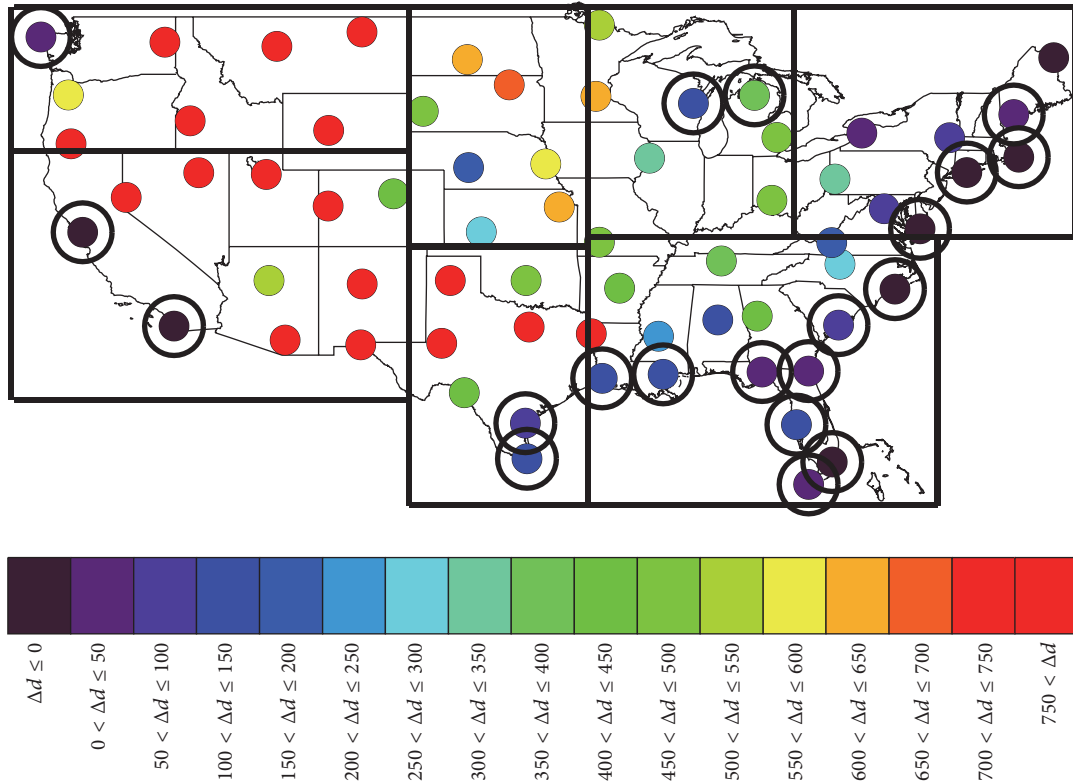 Δd ≤ 0
0 < Δd ≤ 50
50 < Δd ≤ 100
100 < Δd ≤ 150
150 < Δd ≤ 200
200 < Δd ≤ 250
250 < Δd ≤ 300
300 < Δd ≤ 350
350 < Δd ≤ 400
400 < Δd ≤ 450
450 < Δd ≤ 500
500 < Δd ≤ 550
550 < Δd ≤ 600
600 < Δd ≤ 650
650 < Δd ≤ 700
700 < Δd ≤ 750
750 < Δd